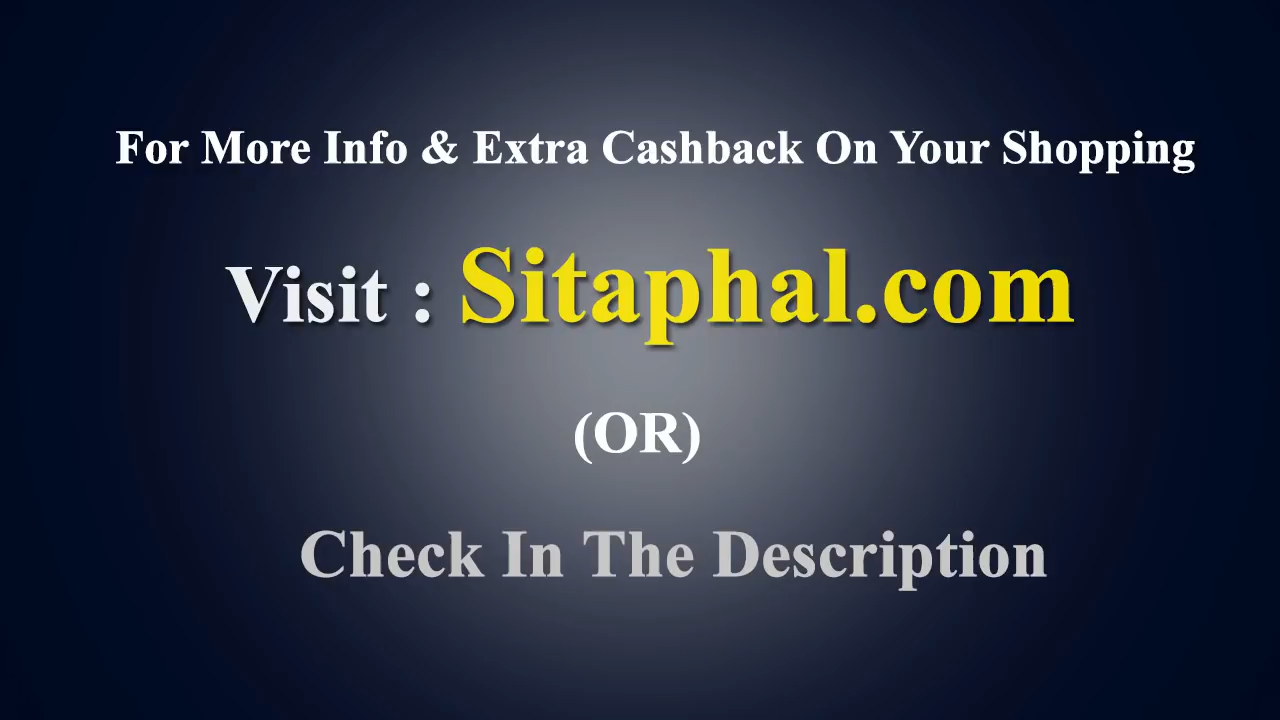 For More Info & Extra Cashback On Your Shopping
Visit : Sitaphal.com
(OR)
Check In The Description